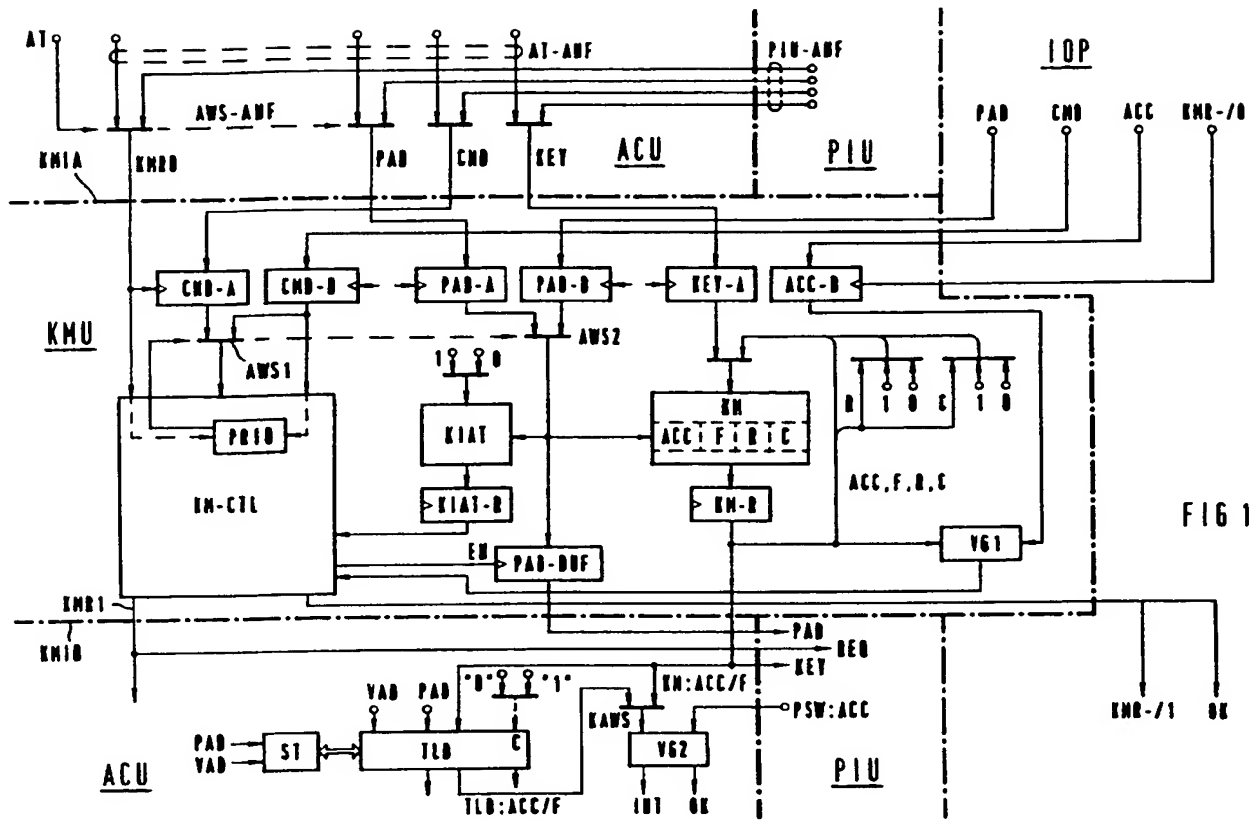 AT
AT-ANF
PIU-ANF
IOP
AWS-ANF
PAD CMD ACC KMR-/0
KMIA
KMR0
PAD
CMD
KEY
ACU
PIU
CMD-A
CMD-B
PAD-A
PAD-B
KEY-A
ACC-B
KMU
AWS1
AWS2
1 0
R 1 0 C 1 0
PRIO
KIAT
KM
ACC F R C
KM-CTL
KIAT-R
KM-R
ACC,F,R,C
FIG 1
EN
PAD-BUF
VG1
KMR1
KMIB
PAD
REQ
KEY
VAD PAD "0" "1"
KM:ACC/F
KAWS
PSW:ACC
KMR-/1 OK
PAD
VAD
ST
TLB
C
VG2
ACU
TLB:ACC/F
INT OK
PIU